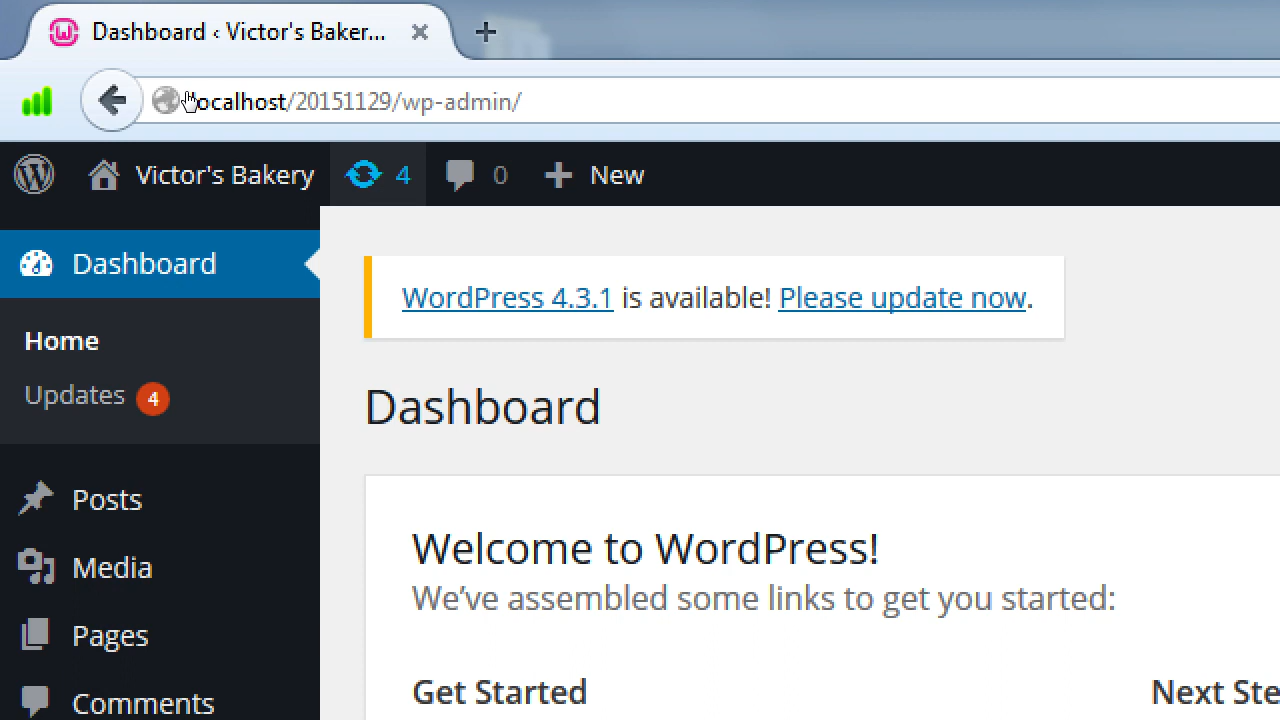 Dashboard ‹ Victor's Baker...
localhost/20151129/wp-admin/
Victor's Bakery 4 0 New
Dashboard
WordPress 4.3.1 is available! Please update now.
Home
Updates 4
Dashboard
Posts
Welcome to WordPress!
Media
We’ve assembled some links to get you started:
Pages
Get Started
Next Ste
Comments